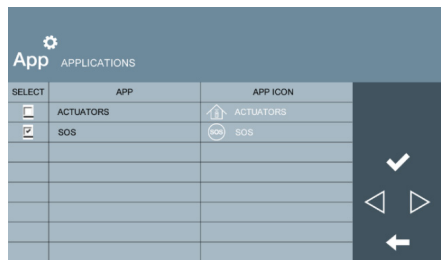 App APPLICATIONS
SELECT APP APP ICON
ACTUATORS ACTUATORS
SOS SOS SOS